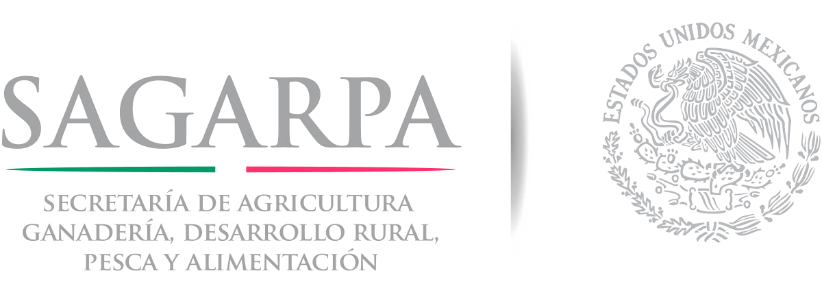 SAGARPA
SECRETARÍA DE AGRICULTURA
GANADERÍA, DESARROLLO RURAL,
PESCA Y ALIMENTACIÓN
ESTADOS UNIDOS MEXICANOS